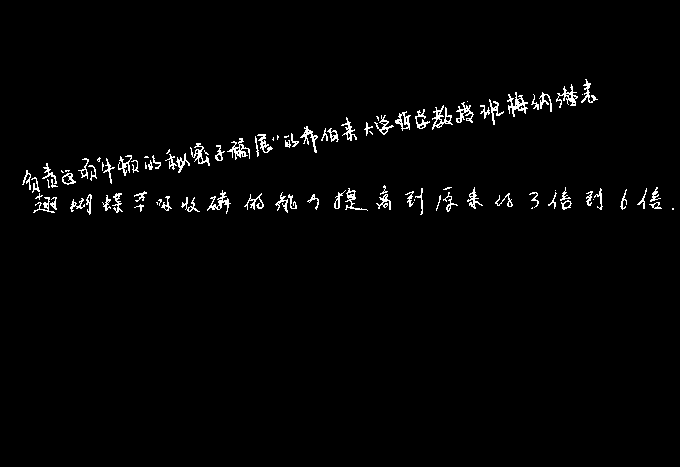 负责这项“牛顿的秘密手稿展”的希伯来大学哲学教授班梅纳潜表
翅蝴蝶草吸收磷的能力提高到原来的3倍到6倍.